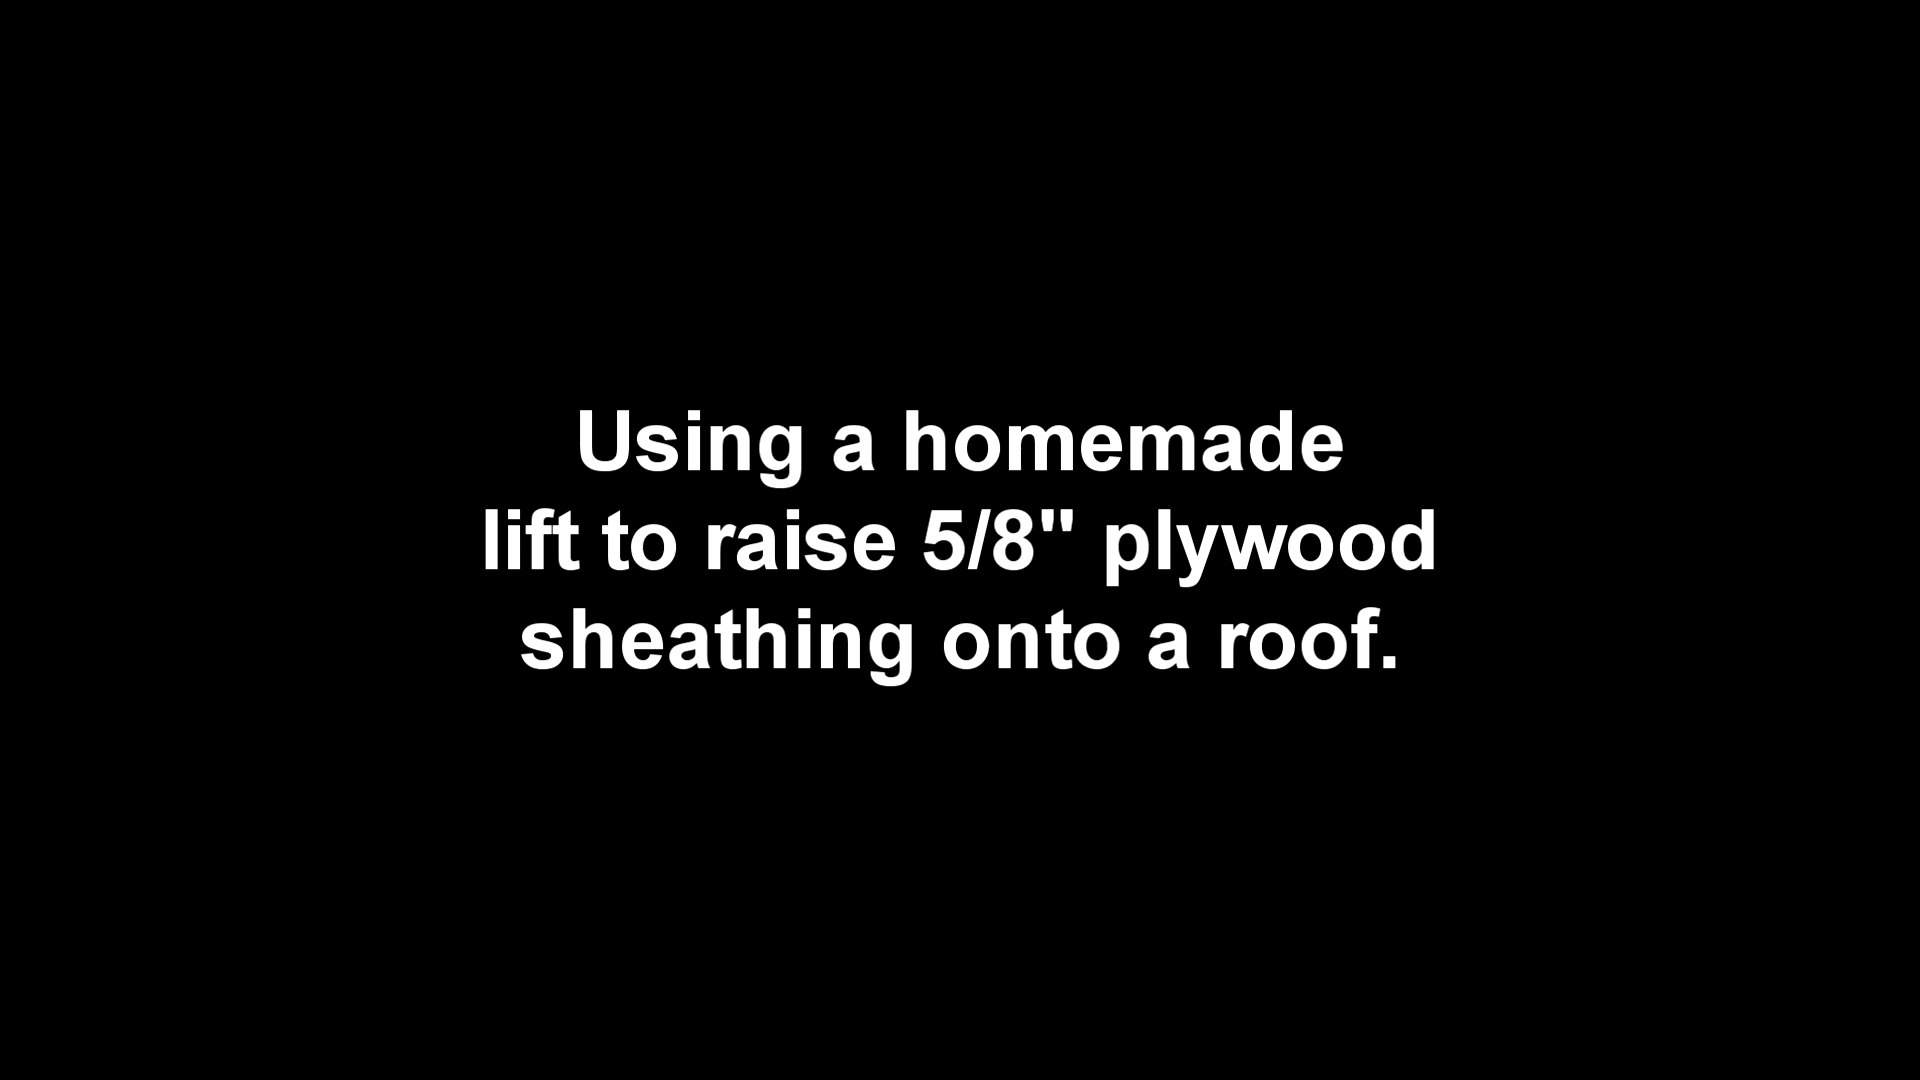 Using a homemade
lift to raise 5/8" plywood
sheathing onto a roof.